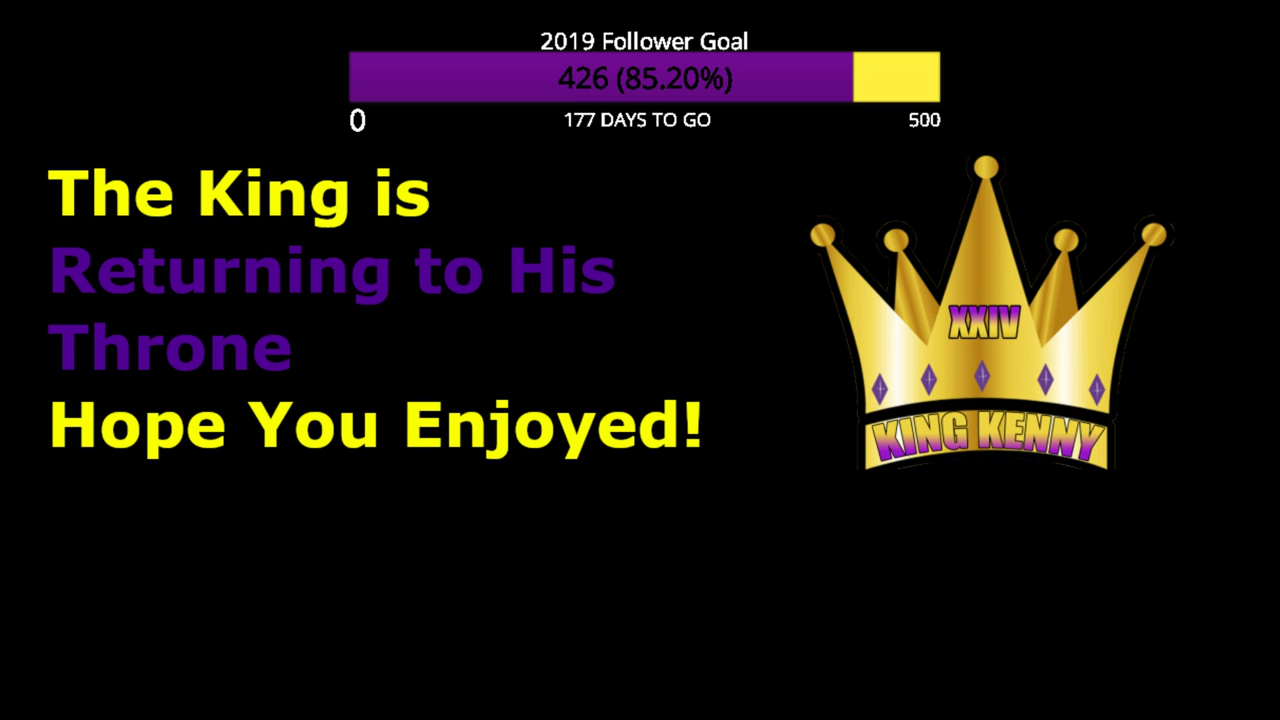 2019 Follower Goal
426 (85.20%)
0 177 DAYS TO GO 500
The King is
Returning to His
Throne
Hope You Enjoyed!
XXIV
KING KENNY